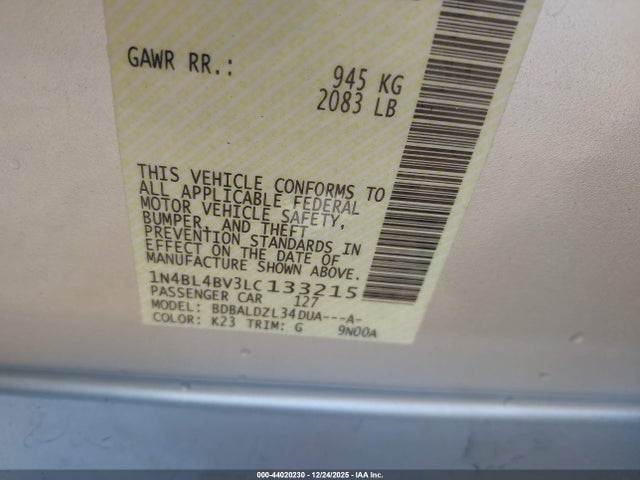 GAWR RR.: 945 KG
2083 LB
THIS VEHICLE CONFORMS TO
ALL APPLICABLE FEDERAL
MOTOR VEHICLE SAFETY,
BUMPER, AND THEFT
PREVENTION STANDARDS IN
EFFECT ON THE DATE OF
MANUFACTURE SHOWN ABOVE.
1N4BL4BV3LC133215
PASSENGER CAR 127
MODEL: BDBALDZL34DUA---A-
COLOR: K23 TRIM: G 9N00A
000-44020230 - 12/24/2025 - IAA Inc.